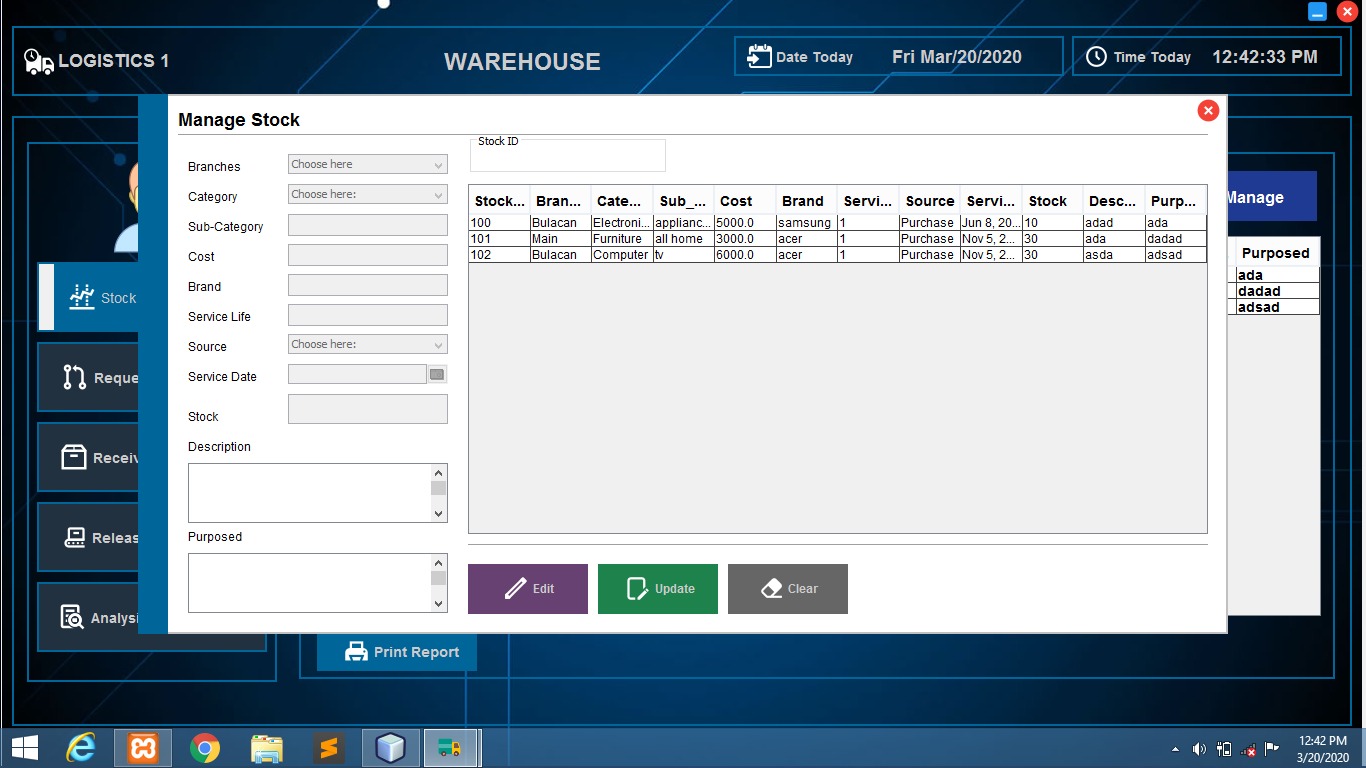 LOGISTICS 1
WAREHOUSE
Date Today Fri Mar/20/2020
Time Today 12:42:33 PM
Manage Stock
Stock ID
Branches Choose here
Category Choose here:
Sub-Category
Cost
Brand
Service Life
Source Choose here:
Service Date
Stock
Description
Purposed
Stock... Bran... Cate... Sub_... Cost Brand Servi... Source Servi... Stock Desc... Purp...
100 Bulacan Electroni... applianc... 5000.0 samsung 1 Purchase Jun 8, 20... 10 adad ada
101 Main Furniture all home 3000.0 acer 1 Purchase Nov 5, 2... 30 ada dadad
102 Bulacan Computer tv 6000.0 acer 1 Purchase Nov 5, 2... 30 asda adsad
Edit Update Clear
Manage
Purposed
ada
dadad
adsad
Stock
Reque
Receiv
Releas
Analysi
Print Report
12:42 PM
3/20/2020